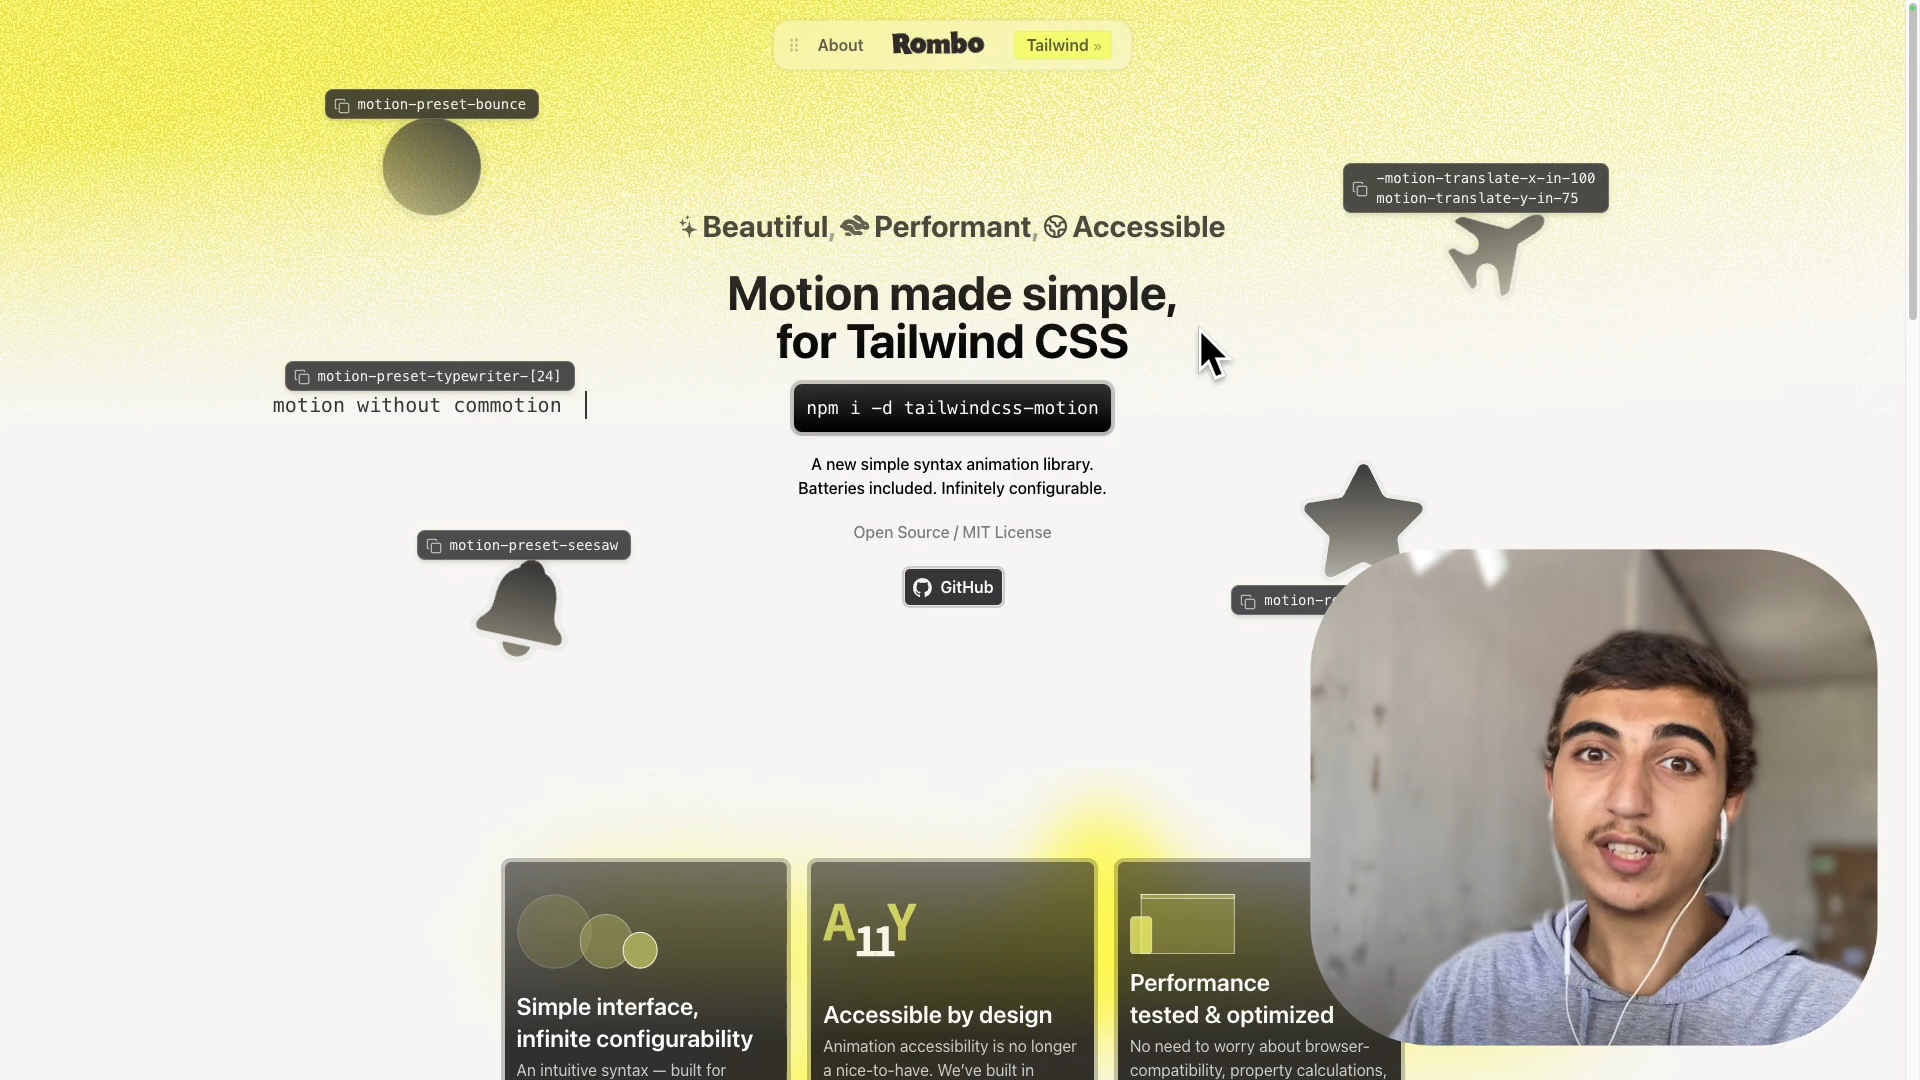 About
Rombo
Tailwind »
motion-preset-bounce
-motion-translate-x-in-100
motion-translate-y-in-75
Beautiful, Performant, Accessible
Motion made simple,
for Tailwind CSS
motion-preset-typewriter-[24]
motion without commotion
npm i -d tailwindcss-motion
A new simple syntax animation library.
Batteries included. Infinitely configurable.
Open Source / MIT License
motion-preset-seesaw
GitHub
Simple interface,
infinite configurability
An intuitive syntax — built for
A11Y
Accessible by design
Animation accessibility is no longer
a nice-to-have. We've built in
Performance
tested & optimized
No need to worry about browser-
compatibility, property calculations,